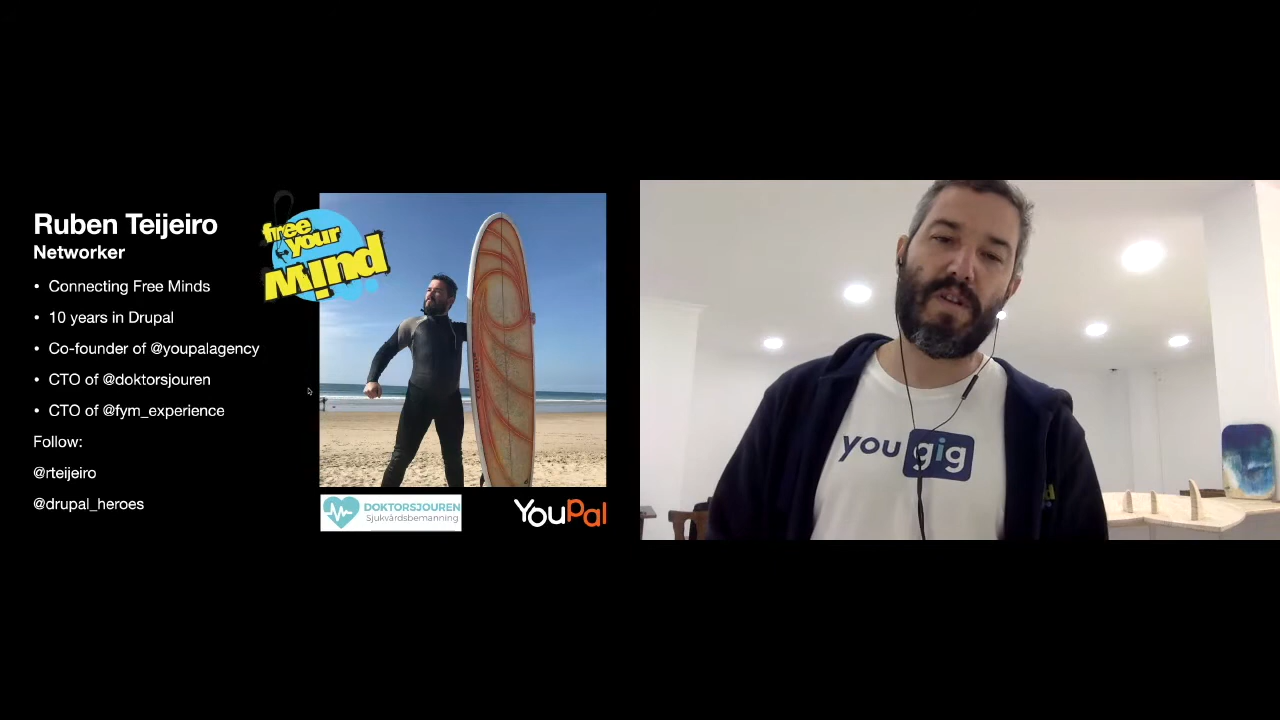 Ruben Teijeiro
Networker
• Connecting Free Minds
• 10 years in Drupal
• Co-founder of @youpalagency
• CTO of @doktorsjouren
• CTO of @fym_experience
Follow:
@rteijeiro
@drupal_heroes
free
your
Mind
DOKTORSJOUREN
Sjukvårdsbemanning
YouPal
you gig